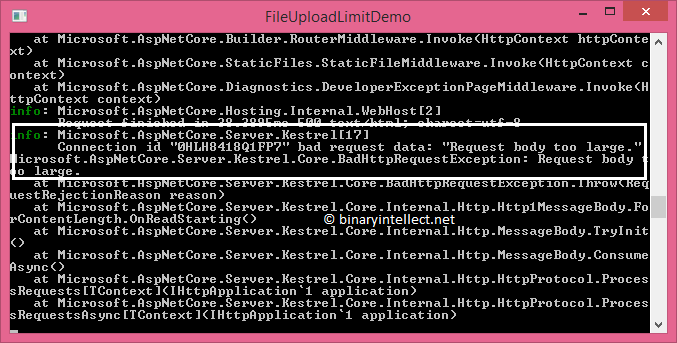 FileUploadLimitDemo
at Microsoft.AspNetCore.Builder.RouterMiddleware.Invoke(HttpContext httpConte
xt)
at Microsoft.AspNetCore.StaticFiles.StaticFileMiddleware.Invoke(HttpContext c
ontext)
at Microsoft.AspNetCore.Diagnostics.DeveloperExceptionPageMiddleware.Invoke(H
ttpContext context)
info: Microsoft.AspNetCore.Hosting.Internal.WebHost[2]
Request finished in 38.3895ms 500 text/html; charset=utf-8
info: Microsoft.AspNetCore.Server.Kestrel[17]
Connection id "0HLH8418Q1FP7" bad request data: "Request body too large."
Microsoft.AspNetCore.Server.Kestrel.Core.BadHttpRequestException: Request body t
oo large.
at Microsoft.AspNetCore.Server.Kestrel.Core.BadHttpRequestException.Throw(Req
uestRejectionReason reason)
at Microsoft.AspNetCore.Server.Kestrel.Core.Internal.Http.Http1MessageBody.Fo
rContentLength.OnReadStarting()
© binaryintellect.net
at Microsoft.AspNetCore.Server.Kestrel.Core.Internal.Http.MessageBody.TryInit
()
at Microsoft.AspNetCore.Server.Kestrel.Core.Internal.Http.MessageBody.Consume
Async()
at Microsoft.AspNetCore.Server.Kestrel.Core.Internal.Http.HttpProtocol.Proces
sRequests[TContext](IHttpApplication`1 application)
at Microsoft.AspNetCore.Server.Kestrel.Core.Internal.Http.HttpProtocol.Proces
sRequestsAsync[TContext](IHttpApplication`1 application)